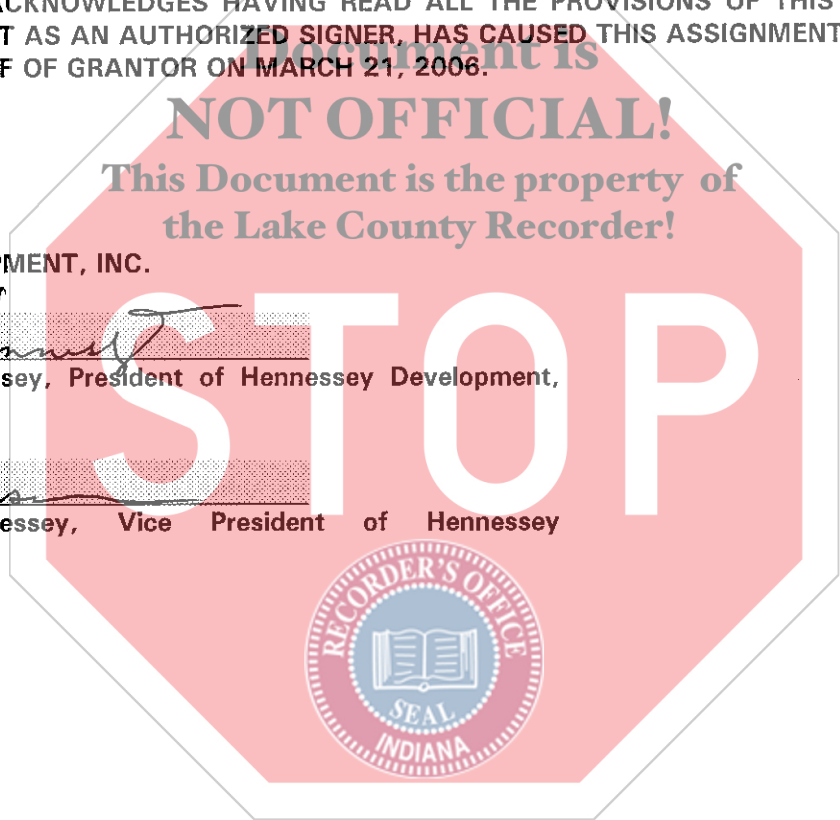 ACKNOWLEDGES HAVING READ ALL THE PROVISIONS OF THIS
T AS AN AUTHORIZED SIGNER, HAS CAUSED THIS ASSIGNMENT
F OF GRANTOR ON MARCH 21, 2006.
Document is
NOT OFFICIAL!
This Document is the property of
the Lake County Recorder!
PMENT, INC.
STOP
sey, President of Hennessey Development,
essey, Vice President of Hennessey
RECORDER'S OFFICE
SEAL
INDIANA